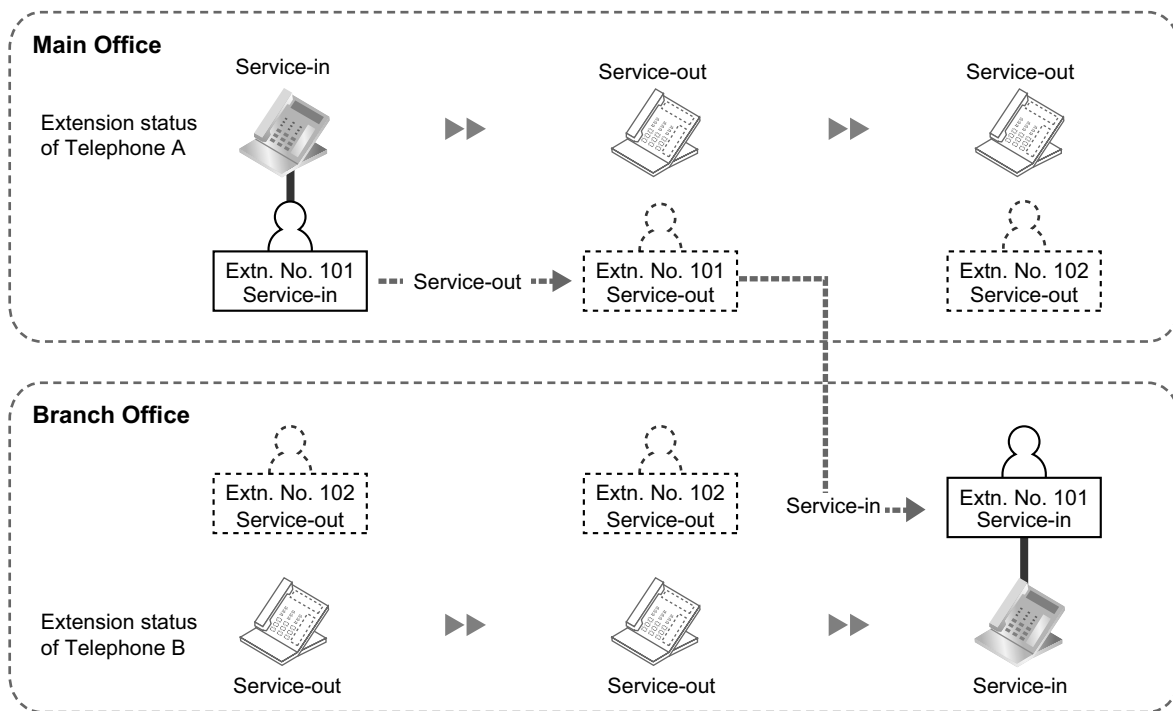 Main Office
Service-in
Service-out
Service-out
Extension status
of Telephone A
Extn. No. 101
Service-in
Service-out
Extn. No. 101
Service-out
Extn. No. 102
Service-out
Branch Office
Extn. No. 102
Service-out
Extn. No. 102
Service-out
Service-in
Extn. No. 101
Service-in
Extension status
of Telephone B
Service-out
Service-out
Service-in